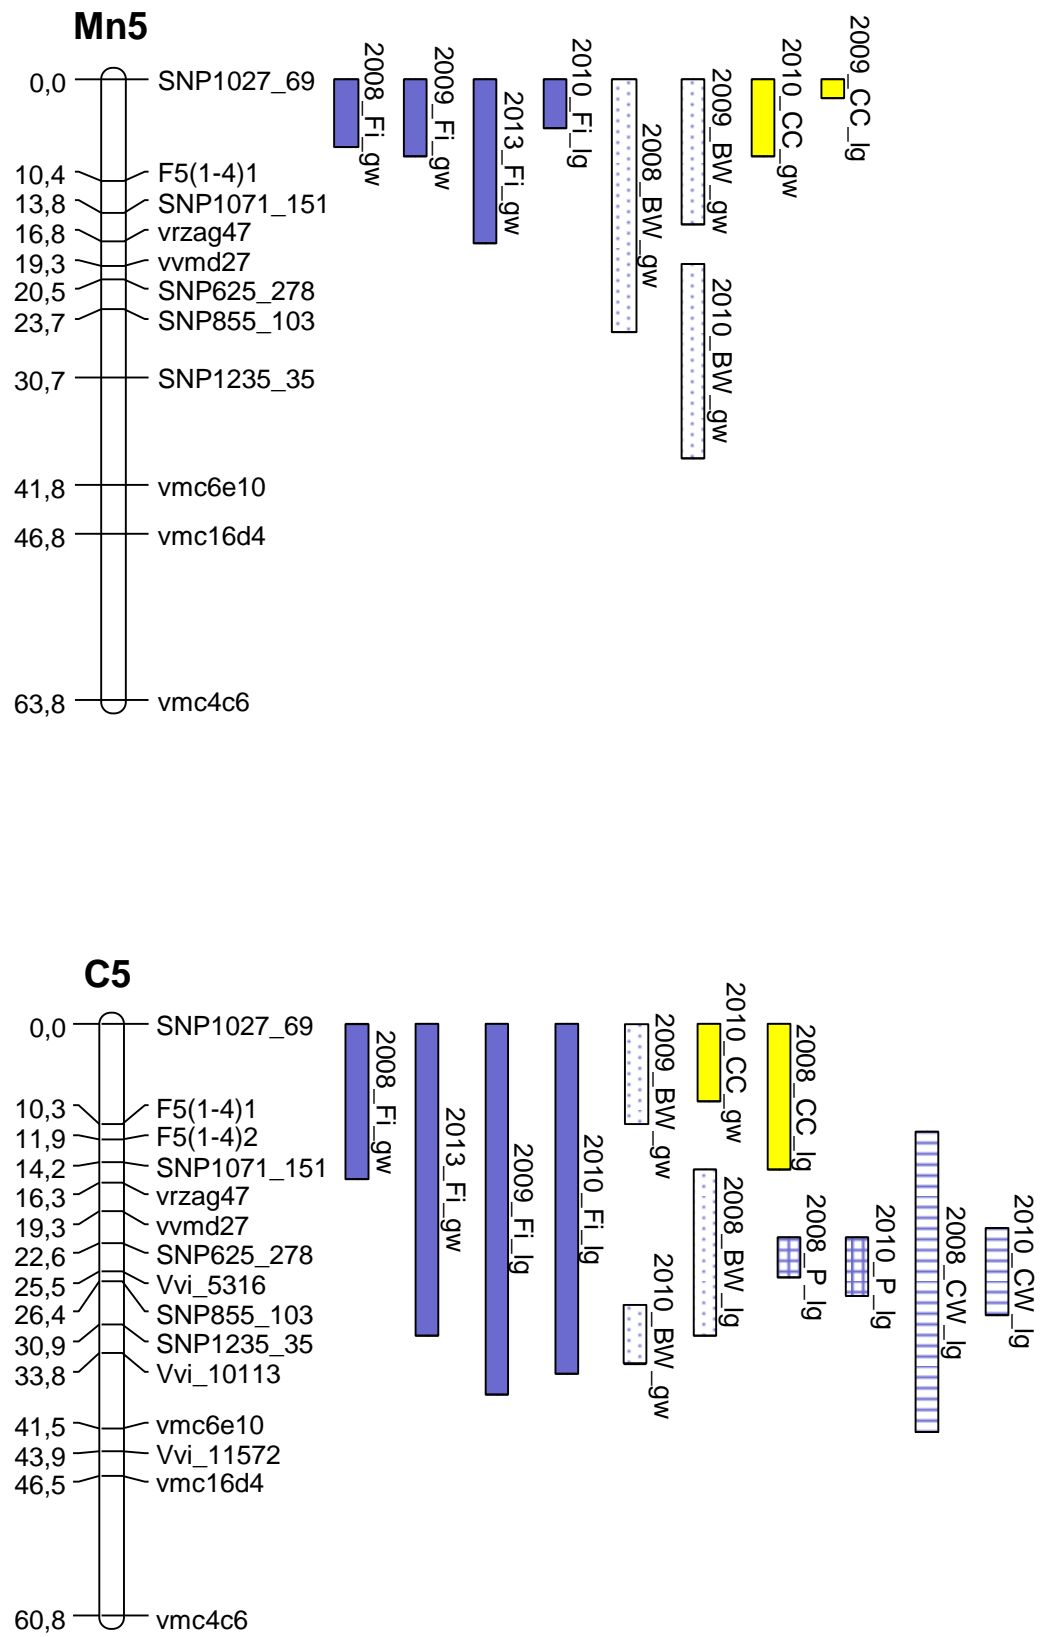 Mn5
0,0 SNP1027_69
10,4 F5(1-4)1
13,8 SNP1071_151
16,8 vrzag47
19,3 vvmd27
20,5 SNP625_278
23,7 SNP855_103
30,7 SNP1235_35
41,8 vmc6e10
46,8 vmc16d4
63,8 vmc4c6
2008_Fi_gw
2009_Fi_gw
2013_Fi_gw
2010_Fi_lg
2008_BW_gw
2009_BW_gw
2010_BW_gw
2010_CC_gw
2009_CC_lg
C5
0,0 SNP1027_69
10,3 F5(1-4)1
11,9 F5(1-4)2
14,2 SNP1071_151
16,3 vrzag47
19,3 vvmd27
22,6 SNP625_278
25,5 Vvi_5316
26,4 SNP855_103
30,9 SNP1235_35
33,8 Vvi_10113
41,5 vmc6e10
43,9 Vvi_11572
46,5 vmc16d4
60,8 vmc4c6
2008_Fi_gw
2013_Fi_gw
2009_Fi_lg
2010_Fi_lg
2009_BW_gw
2010_BW_gw
2010_CC_gw
2008_BW_lg
2008_CC_lg
2008_P_lg
2010_P_lg
2008_CW_lg
2010_CW_lg